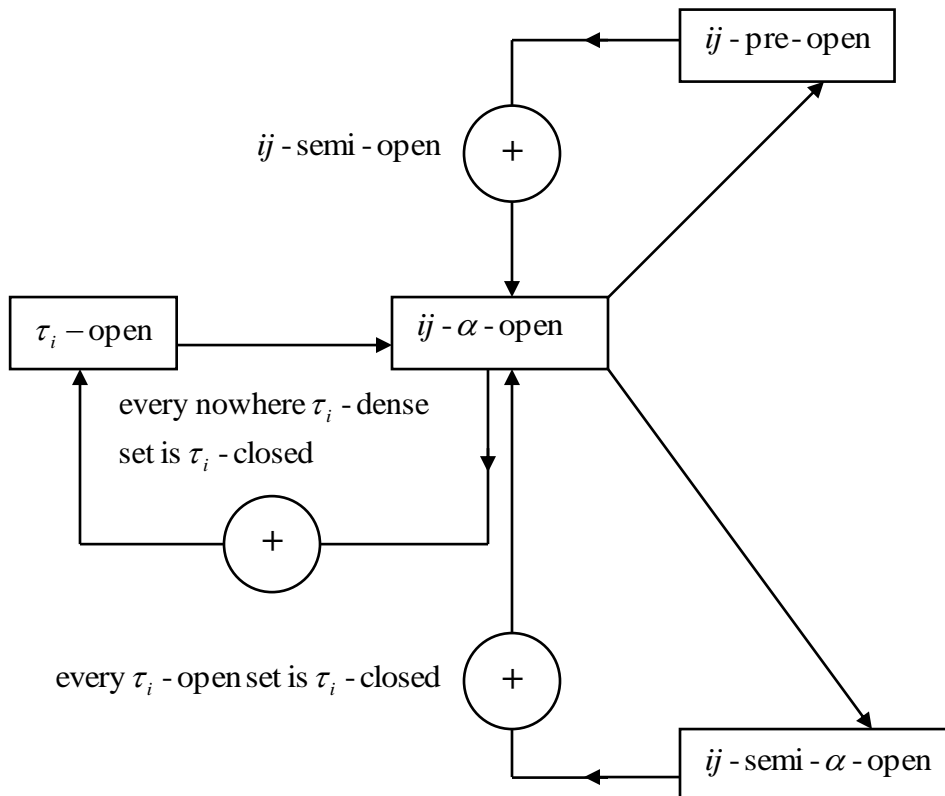 ij - pre - open
ij - semi - open
+
τ_i − open
ij - α - open
every nowhere τ_i - dense
set is τ_i - closed
+
every τ_i - open set is τ_i - closed
+
ij - semi - α - open